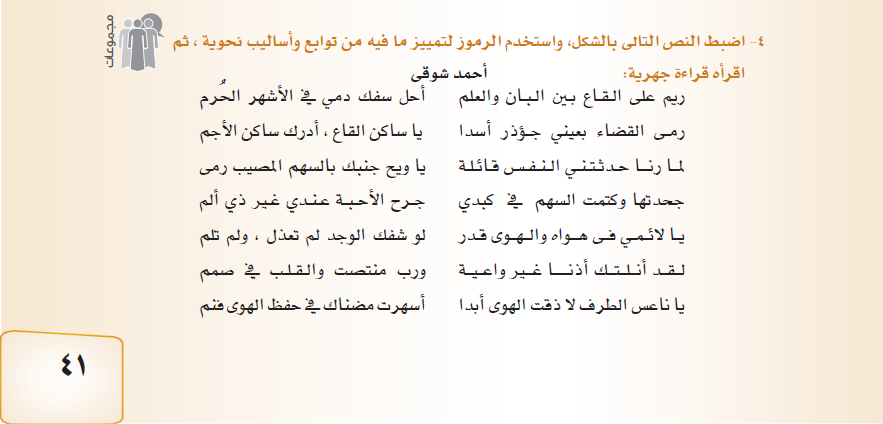 مجموعات
٤- اضبط النص التالى بالشكل، واستخدم الرموز لتمييز ما فيه من توابع وأساليب نحوية ، ثم
اقرأه قراءة جهرية: أحمد شوقى
ريم على القاع بين البان والعلم أحل سفك دمي في الأشهر الحُرم
رمى القضاء بعيني جؤذر أسدا يا ساكن القاع ، أدرك ساكن الأجم
لما رنا حدثتني النفس قائلة يا ويح جنبك بالسهم المصيب رمى
جحدتها وكتمت السهم في كبدي جرح الأحبة عندي غير ذي ألم
يا لائمي فى هواه والهوى قدر لو شفك الوجد لم تعذل ، ولم تلم
لقد أنلتك أذنا غير واعية ورب منتصت والقلب في صمم
يا ناعس الطرف لا ذقت الهوى أبدا أسهرت مضناك في حفظ الهوى فنم
٤١